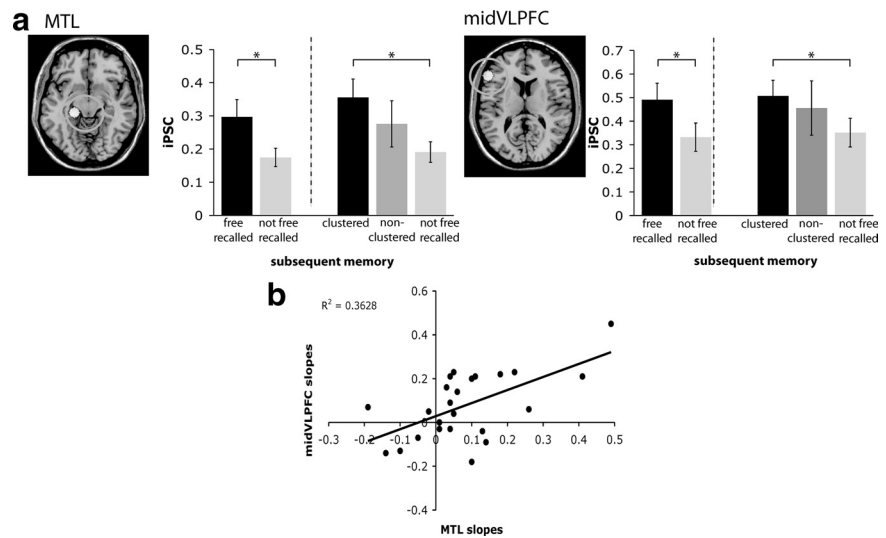 a
MTL
iPSC
0.5
0.4
0.3
0.2
0.1
0
*
*
free recalled
not free recalled
clustered
non-clustered
not free recalled
subsequent memory
midVLPFC
iPSC
0.7
0.6
0.5
0.4
0.3
0.2
0.1
0
*
*
free recalled
not free recalled
clustered
non-clustered
not free recalled
subsequent memory
b
R² = 0.3628
midVLPFC slopes
0.6
0.4
0.2
0
-0.2
-0.4
-0.3
-0.2
-0.1
0
0.1
0.2
0.3
0.4
0.5
MTL slopes